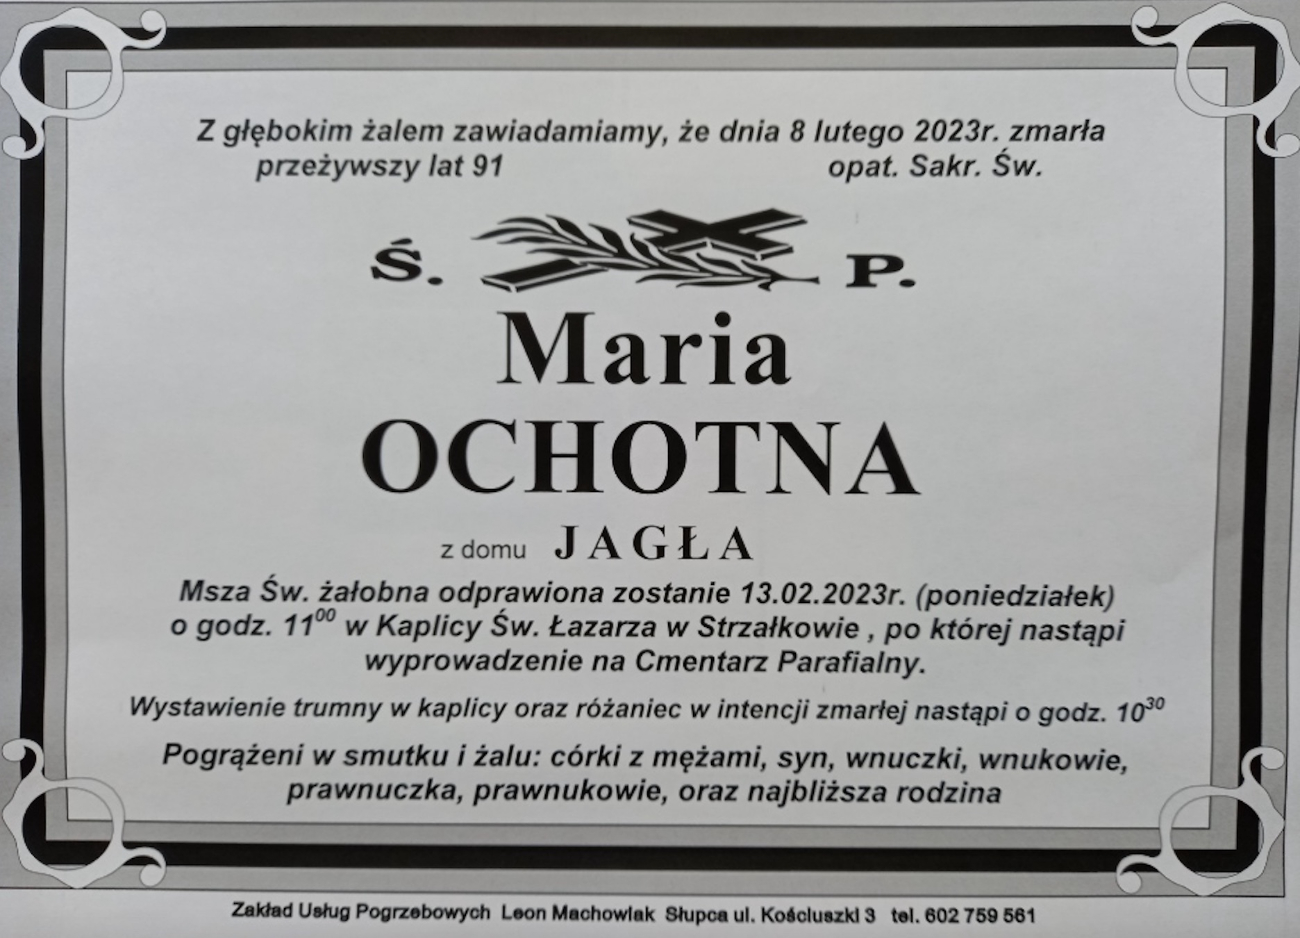 Z głębokim żalem zawiadamiamy, że dnia 8 lutego 2023r. zmarła
przeżywszy lat 91 opat. Sakr. Św.
Ś. P.
Maria
OCHOTNA
z domu JAGŁA
Msza Św. żałobna odprawiona zostanie 13.02.2023r. (poniedziałek)
o godz. 11⁰⁰ w Kaplicy Św. Łazarza w Strzałkowie , po której nastąpi
wyprowadzenie na Cmentarz Parafialny.
Wystawienie trumny w kaplicy oraz różaniec w intencji zmarłej nastąpi o godz. 10³⁰
Pogrążeni w smutku i żalu: córki z mężami, syn, wnuczki, wnukowie,
prawnuczka, prawnukowie, oraz najbliższa rodzina
Zakład Usług Pogrzebowych Leon Machowiak Słupca ul. Kościuszki 3 tel. 602 759 561